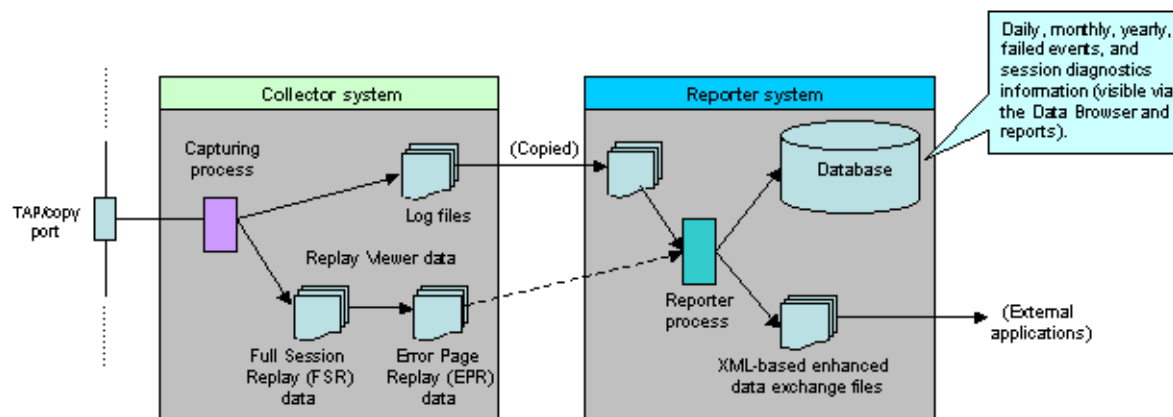 Daily, monthly, yearly,
failed events, and
session diagnostics
information (visible via
the Data Browser and
reports).
Collector system
Reporter system
Capturing
process
(Copied)
Database
TAP/copy
port
Log files
Replay Viewer data
Reporter
process
(External
applications)
Full Session
Replay (FSR)
data
Error Page
Replay (EPR)
data
XML-based enhanced
data exchange files